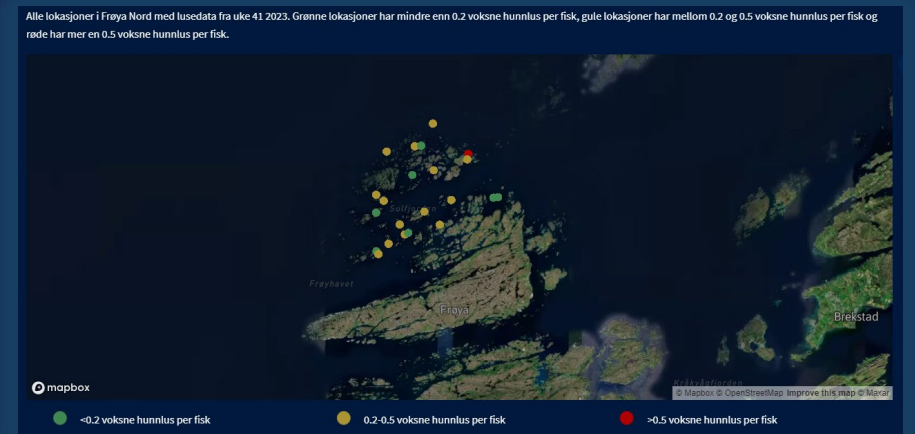 Alle lokasjoner i Frøya Nord med lusedata fra uke 41 2023. Grønne lokasjoner har mindre enn 0.2 voksne hunnlus per fisk, gule lokasjoner har mellom 0.2 og 0.5 voksne hunnlus per fisk og
røde har mer en 0.5 voksne hunnlus per fisk.
Solfjorden
Frøyhavet
Frøya
Brekstad
Kråkvågfjorden
mapbox
© Mapbox © OpenStreetMap Improve this map © Maxar
<0.2 voksne hunnlus per fisk
0.2-0.5 voksne hunnlus per fisk
>0.5 voksne hunnlus per fisk